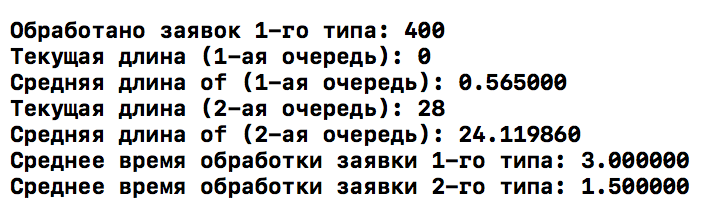 Обработано заявок 1-го типа: 400
Текущая длина (1-ая очередь): 0
Средняя длина of (1-ая очередь): 0.565000
Текущая длина (2-ая очередь): 28
Средняя длина of (2-ая очередь): 24.119860
Среднее время обработки заявки 1-го типа: 3.000000
Среднее время обработки заявки 2-го типа: 1.500000